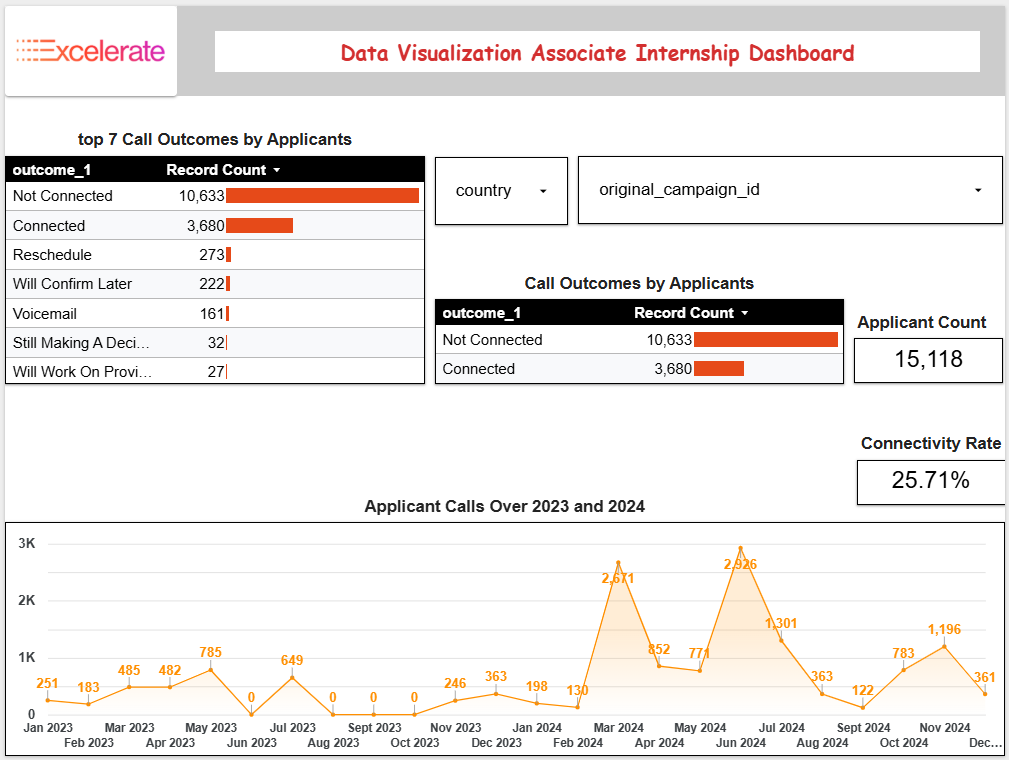 xcelerate
Data Visualization Associate Internship Dashboard
top 7 Call Outcomes by Applicants
outcome_1 Record Count
Not Connected 10,633
Connected 3,680
Reschedule 273
Will Confirm Later 222
Voicemail 161
Still Making A Deci... 32
Will Work On Provi... 27
country
original_campaign_id
Call Outcomes by Applicants
outcome_1 Record Count
Not Connected 10,633
Connected 3,680
Applicant Count
15,118
Connectivity Rate
25.71%
Applicant Calls Over 2023 and 2024
3K
2K
1K
0
251 183 485 482 785 0 649 0 0 0 246 363 198 130 2,671 852 771 2,926 1,301 363 122 783 1,196 361
Jan 2023 Mar 2023 May 2023 Jul 2023 Sept 2023 Nov 2023 Jan 2024 Mar 2024 May 2024 Jul 2024 Sept 2024 Nov 2024
Feb 2023 Apr 2023 Jun 2023 Aug 2023 Oct 2023 Dec 2023 Feb 2024 Apr 2024 Jun 2024 Aug 2024 Oct 2024 Dec...